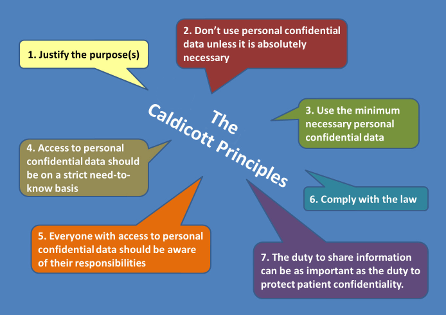 1. Justify the purpose(s)
2. Don't use personal confidential
data unless it is absolutely
necessary
The
Caldicott Principles
3. Use the minimum
necessary personal
confidential data
4. Access to personal
confidential data should
be on a strict need-to-
know basis
5. Everyone with access to personal
confidential data should be aware
of their responsibilities
6. Comply with the law
7. The duty to share information
can be as important as the duty to
protect patient confidentiality.